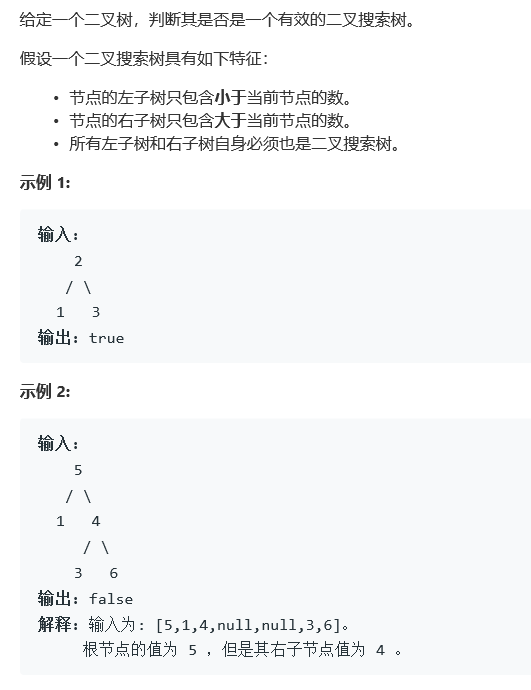 给定一个二叉树，判断其是否是一个有效的二叉搜索树。
假设一个二叉搜索树具有如下特征：
• 节点的左子树只包含小于当前节点的数。
• 节点的右子树只包含大于当前节点的数。
• 所有左子树和右子树自身必须也是二叉搜索树。
示例 1:
输入:
    2
   / \
  1   3
输出: true
示例 2:
输入:
    5
   / \
  1   4
     / \
    3   6
输出: false
解释: 输入为: [5,1,4,null,null,3,6]。
     根节点的值为 5 ，但是其右子节点值为 4 。